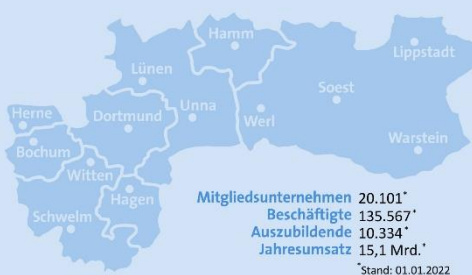 Hamm
Lippstadt
Lünen
Soest
Herne
Dortmund
Unna
Werl
Bochum
Warstein
Witten
Hagen
Schwelm
Mitgliedsunternehmen 20.101*
Beschäftigte 135.567*
Auszubildende 10.334*
Jahresumsatz 15,1 Mrd.*
*Stand: 01.01.2022